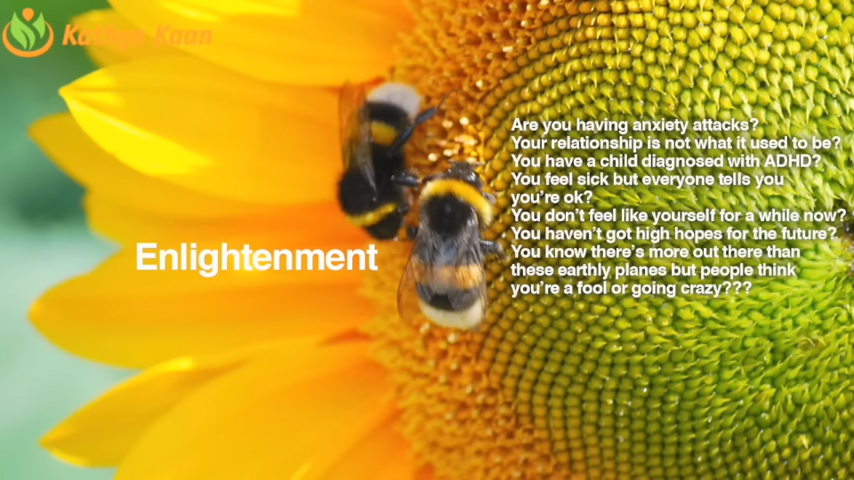 Kathye Kaan
Are you having anxiety attacks?
Your relationship is not what it used to be?
You have a child diagnosed with ADHD?
You feel sick but everyone tells you
you're ok?
You don't feel like yourself for a while now?
You haven't got high hopes for the future?
You know there's more out there than
these earthly planes but people think
you're a fool or going crazy???
Enlightenment